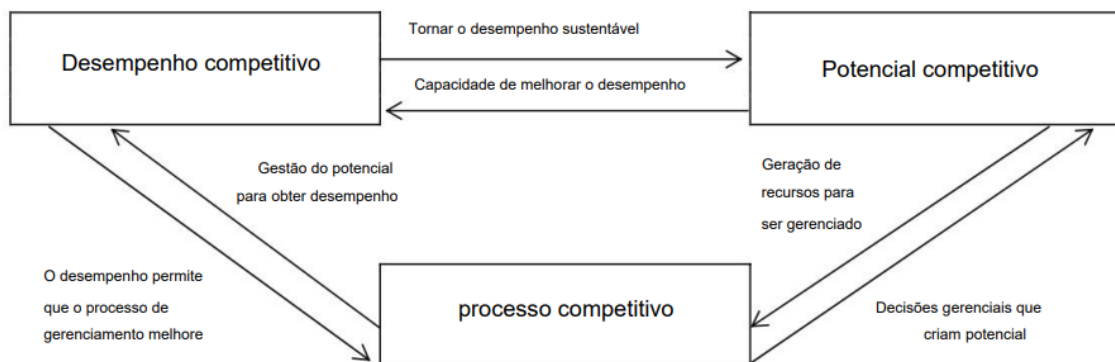 Tornar o desempenho sustentável
Desempenho competitivo
Potencial competitivo
Capacidade de melhorar o desempenho
Gestão do potencial
para obter desempenho
Geração de
recursos para
ser gerenciado
O desempenho permite
que o processo de
gerenciamento melhore
processo competitivo
Decisões gerenciais que
criam potencial